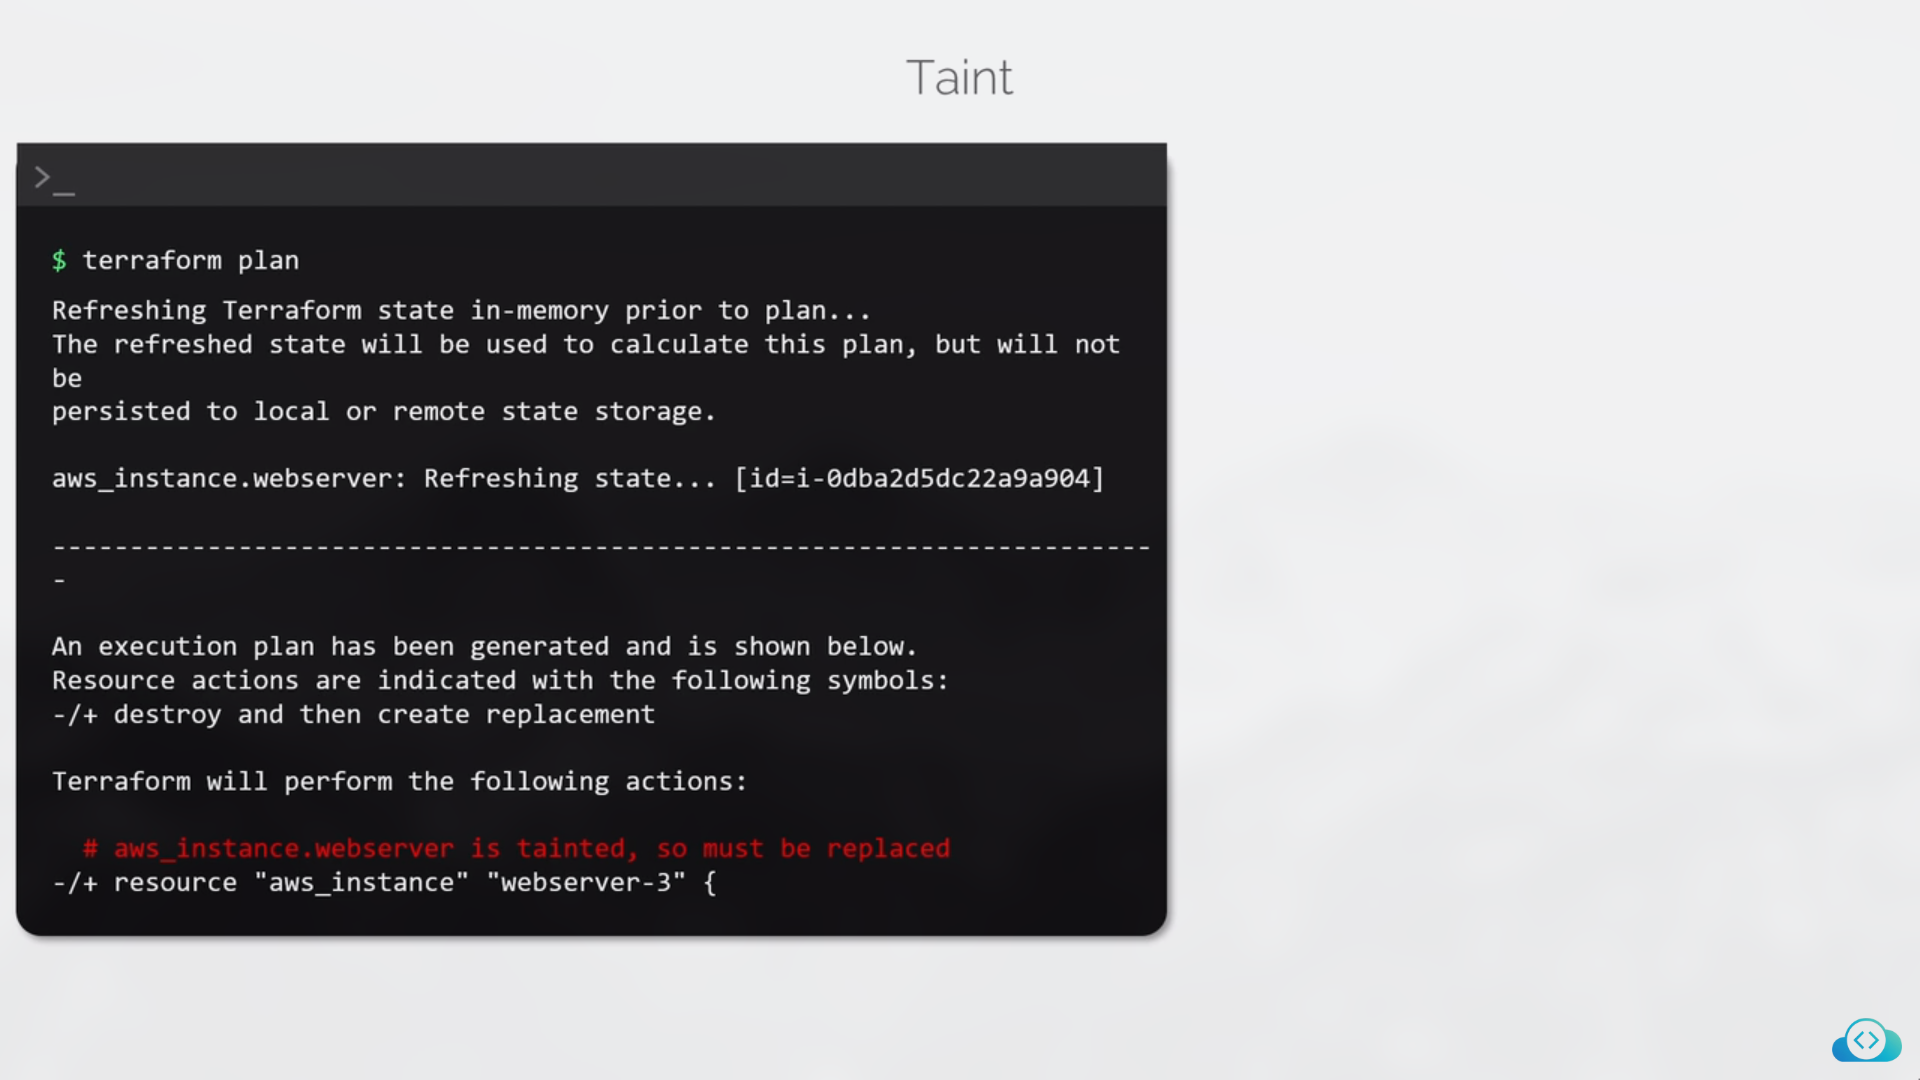 Taint
>_
$ terraform plan
Refreshing Terraform state in-memory prior to plan...
The refreshed state will be used to calculate this plan, but will not
be
persisted to local or remote state storage.
aws_instance.webserver: Refreshing state... [id=i-0dba2d5dc22a9a904]
-----------------------------------------------------------------------
-
An execution plan has been generated and is shown below.
Resource actions are indicated with the following symbols:
-/+ destroy and then create replacement
Terraform will perform the following actions:
# aws_instance.webserver is tainted, so must be replaced
-/+ resource "aws_instance" "webserver-3" {